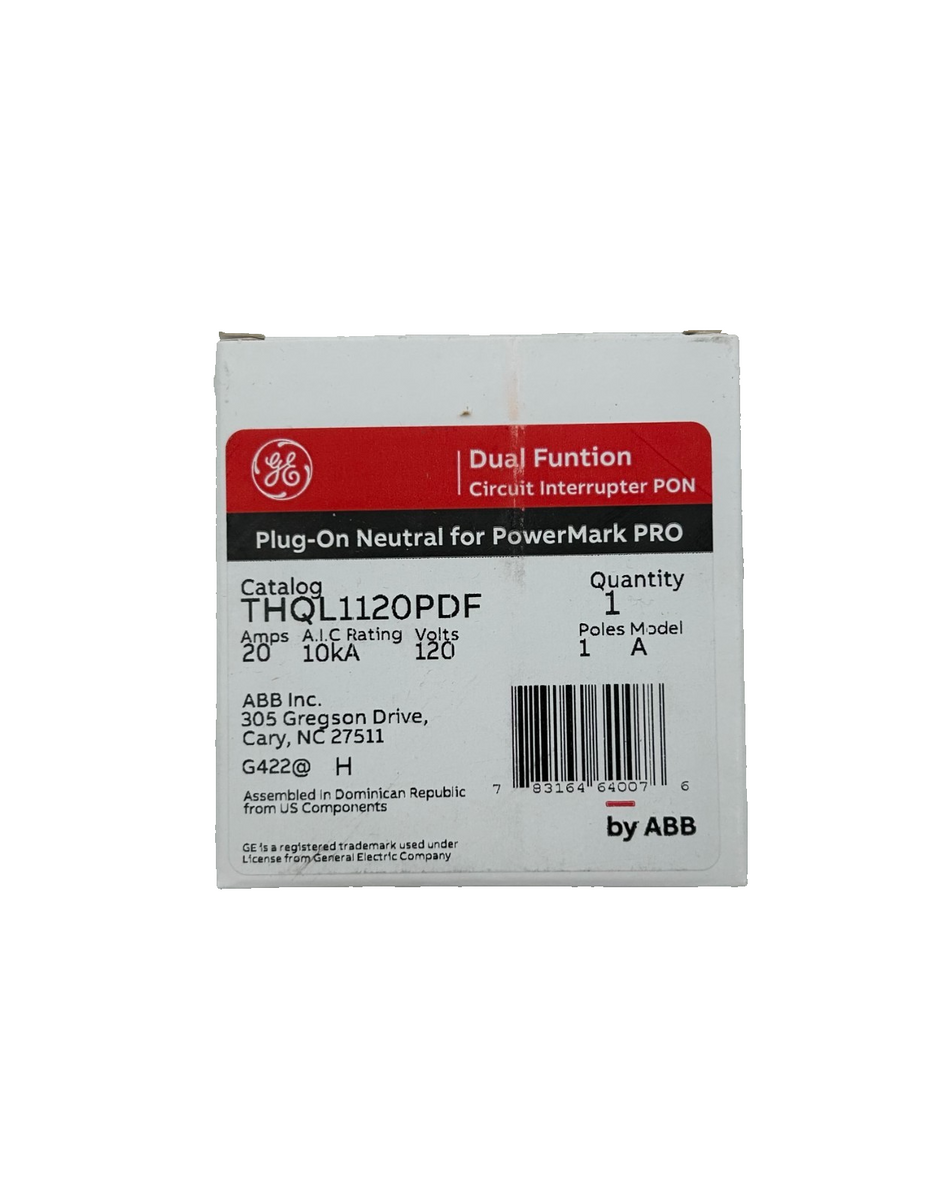 GE
Dual Funtion
Circuit Interrupter PON
Plug-On Neutral for PowerMark PRO
Catalog
THQL1120PDF
Quantity
1
Amps A.I.C Rating Volts
20 10kA 120
Poles Model
1 A
ABB Inc.
305 Gregson Drive,
Cary, NC 27511
G422@ H
Assembled in Dominican Republic
from US Components
7 83164 64007 6
by ABB
GE is a registered trademark used under
License from General Electric Company